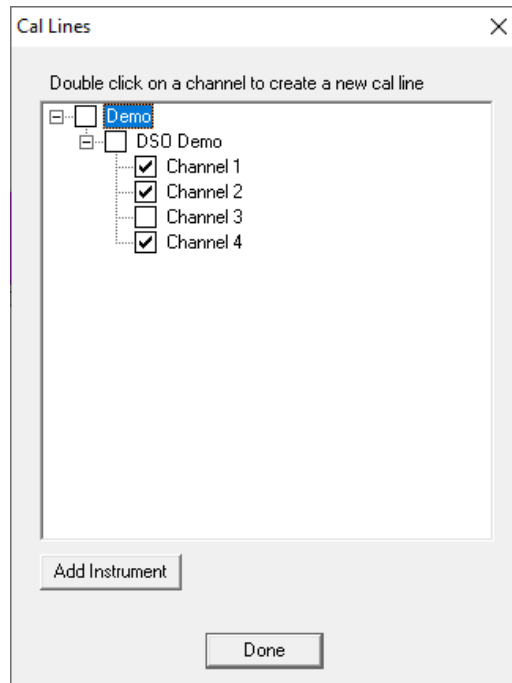 Cal Lines
Double click on a channel to create a new cal line
Demo
DSO Demo
Channel 1
Channel 2
Channel 3
Channel 4
Add Instrument
Done